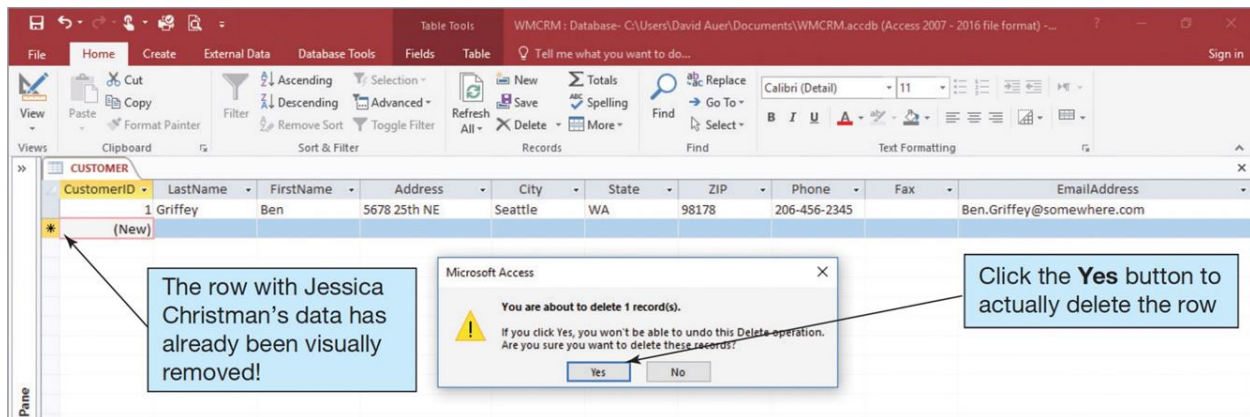 Table Tools WMCRM : Database- C:\Users\David Auer\Documents\WMCRM.accdb (Access 2007 - 2016 file format) -... ?
File Home Create External Data Database Tools Fields Table Tell me what you want to do... Sign in
View
Views
Paste
Cut
Copy
Format Painter
Clipboard
Filter
Ascending
Descending
Remove Sort
Selection
Advanced
Toggle Filter
Sort & Filter
Refresh
All
New
Save
Delete
Totals
Spelling
More
Records
Find
Replace
Go To
Select
Find
Calibri (Detail) 11
B I U A
Text Formatting
CUSTOMER
CustomerID LastName FirstName Address City State ZIP Phone Fax EmailAddress
1 Griffey Ben 5678 25th NE Seattle WA 98178 206-456-2345 Ben.Griffey@somewhere.com
(New)
The row with Jessica
Christman's data has
already been visually
removed!
Microsoft Access
You are about to delete 1 record(s).
If you click Yes, you won't be able to undo this Delete operation.
Are you sure you want to delete these records?
Yes No
Click the Yes button to
actually delete the row
Pane